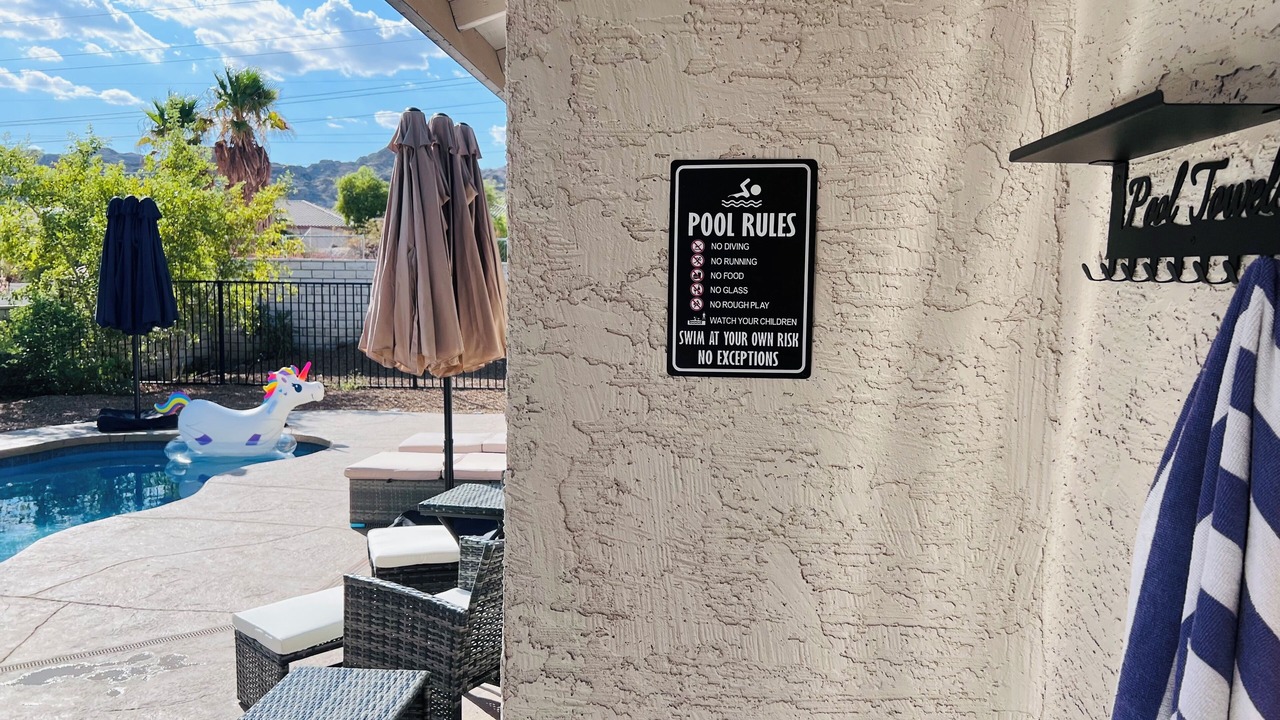 POOL RULES
NO DIVING
NO RUNNING
NO FOOD
NO GLASS
NO ROUGH PLAY
WATCH YOUR CHILDREN
SWIM AT YOUR OWN RISK
NO EXCEPTIONS
Pool Towels